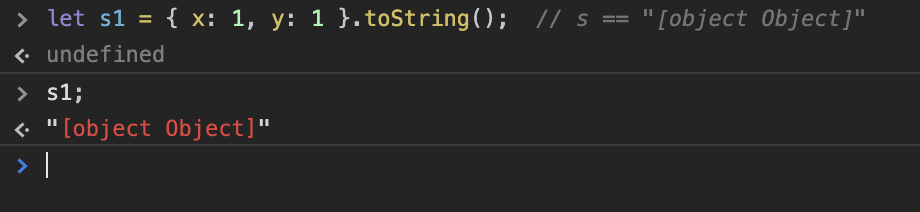 > let s1 = { x: 1, y: 1 }.toString();  // s == "[object Object]"
<· undefined
> s1;
<· "[object Object]"
>